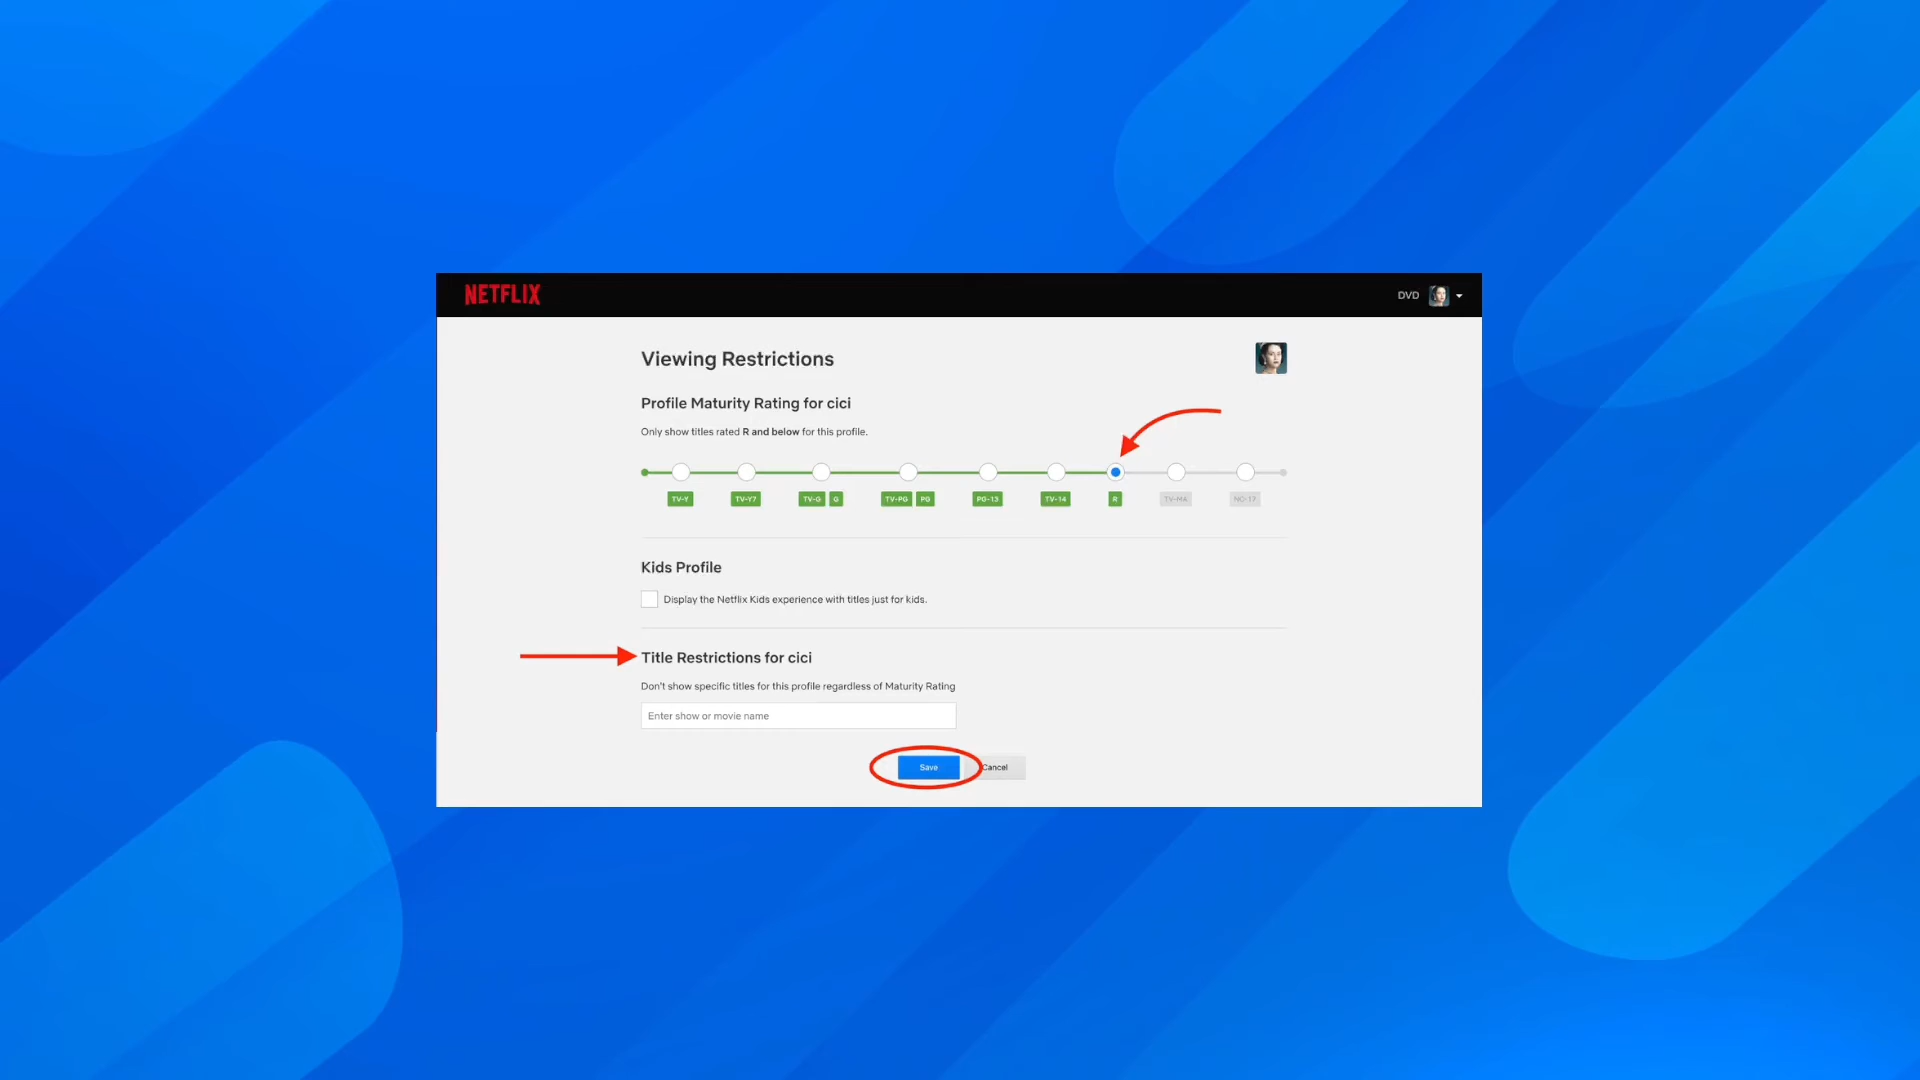 NETFLIX
DVD
Viewing Restrictions
Profile Maturity Rating for cici
Only show titles rated R and below for this profile.
TV-Y TV-Y7 TV-G G TV-PG PG PG-13 TV-14 R TV-MA NC-17
Kids Profile
Display the Netflix Kids experience with titles just for kids.
Title Restrictions for cici
Don't show specific titles for this profile regardless of Maturity Rating
Enter show or movie name
Save Cancel